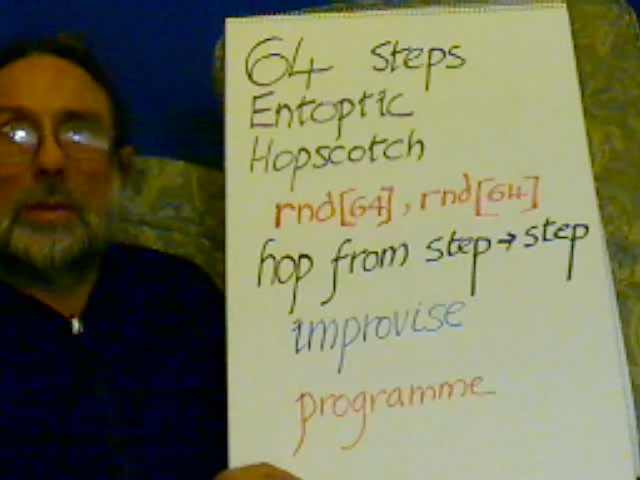 64 steps
Entoptic
Hopscotch
rnd[64], rnd[64]
hop from step→step
improvise
programme